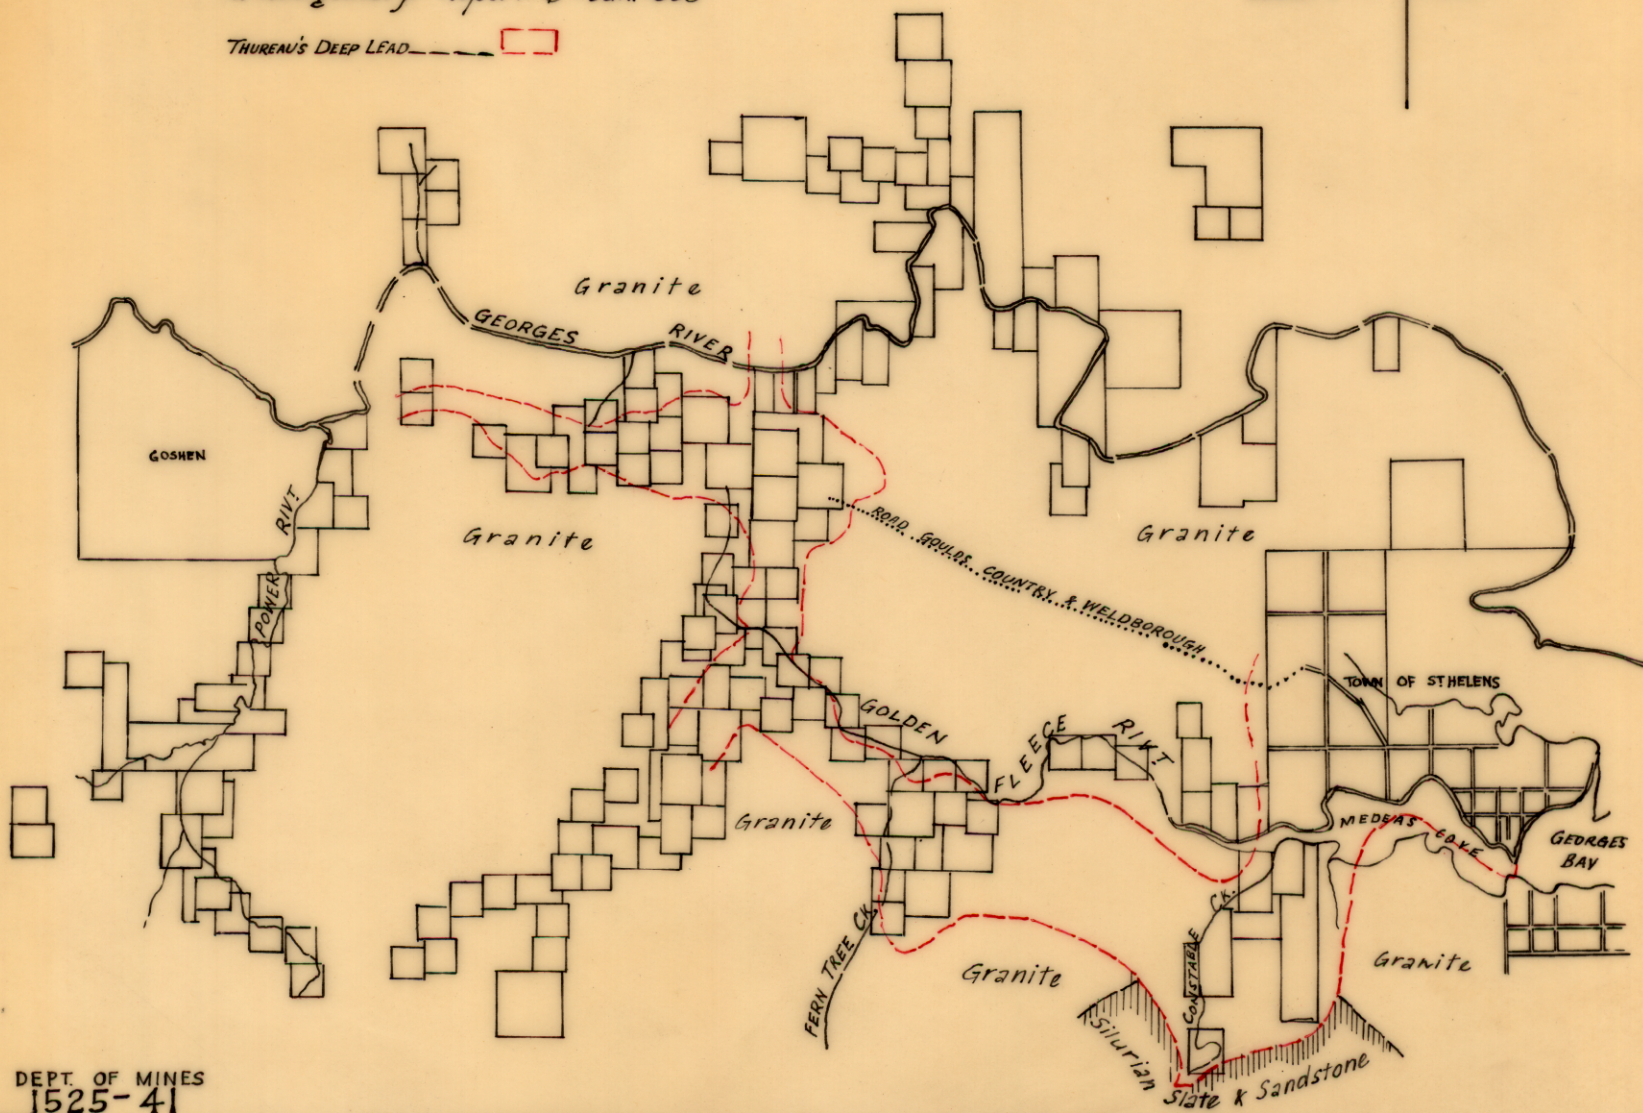 THUREAU'S DEEP LEAD
Granite
GEORGES RIVER
GOSHEN
Granite
Granite
ROAD GOULDS COUNTRY & WELDBOROUGH
POWER RIVT.
TOWN OF ST HELENS
GOLDEN FLEECE RIVT.
Granite
MEDEAS COVE
GEORGES
BAY
FERN TREE CK.
CONSTABLE CK.
Granite
Granite
Silurian
Slate & Sandstone
DEPT. OF MINES
1525-41